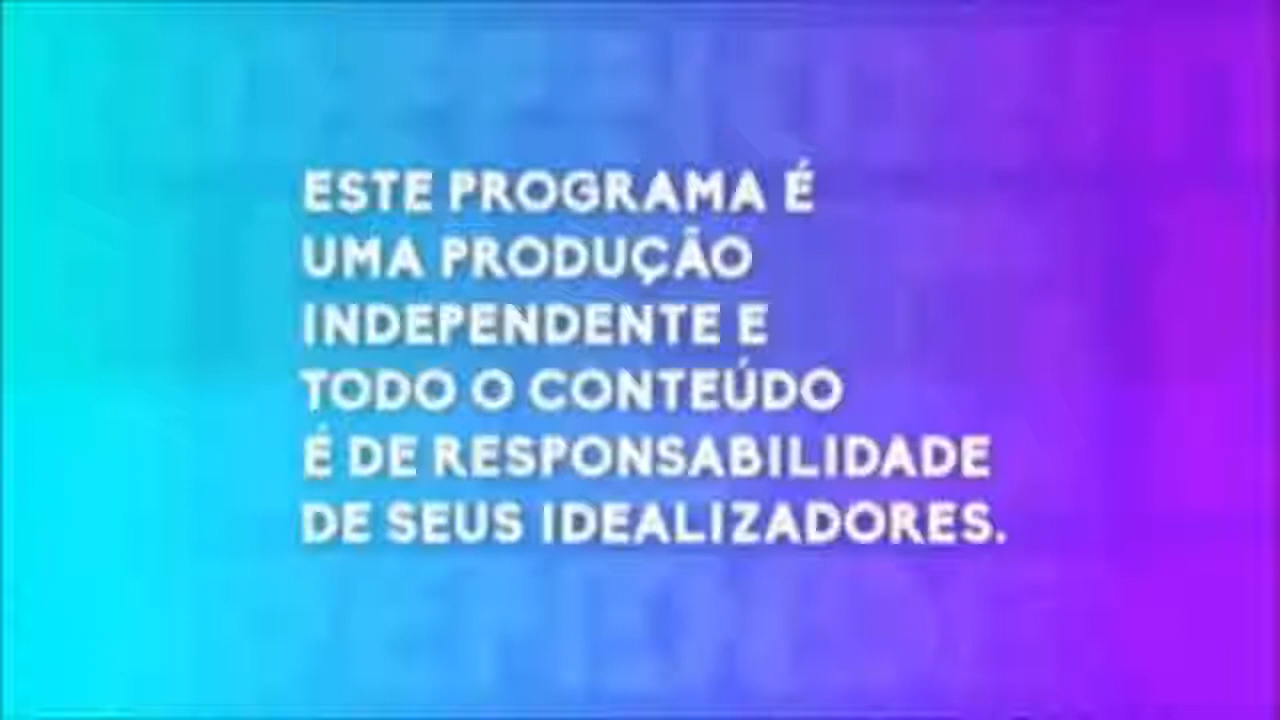 ESTE PROGRAMA É
UMA PRODUÇÃO
INDEPENDENTE E
TODO O CONTEÚDO
É DE RESPONSABILIDADE
DE SEUS IDEALIZADORES.